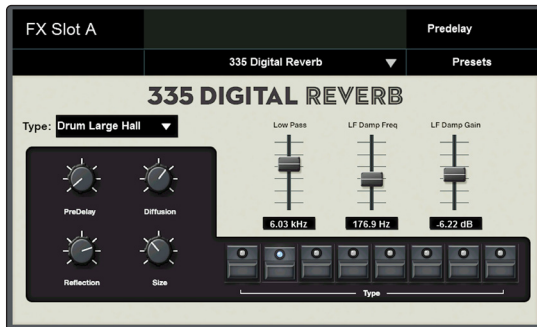 FX Slot A
Predelay
335 Digital Reverb
Presets
335 DIGITAL REVERB
Type: Drum Large Hall
Low Pass
LF Damp Freq
LF Damp Gain
PreDelay
Diffusion
6.03 kHz
176.9 Hz
-6.22 dB
Reflection
Size
Type